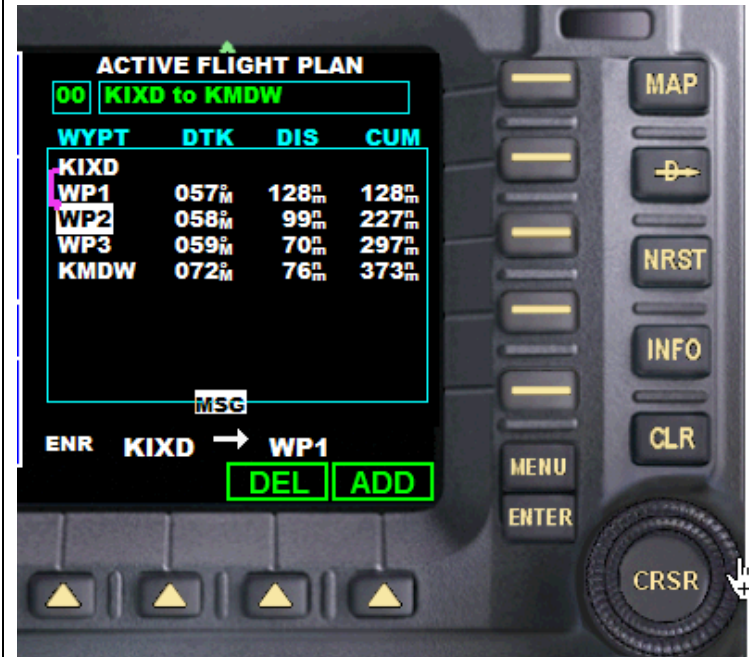 ACTIVE FLIGHT PLAN
00 KIXD to KMDW
WYPT DTK DIS CUM
KIXD
WP1 057°M 128nm 128nm
WP2 058°M 99nm 227nm
WP3 059°M 70nm 297nm
KMDW 072°M 76nm 373nm
MSG
ENR KIXD → WP1
DEL ADD
MAP
D
NRST
INFO
CLR
MENU
ENTER
CRSR